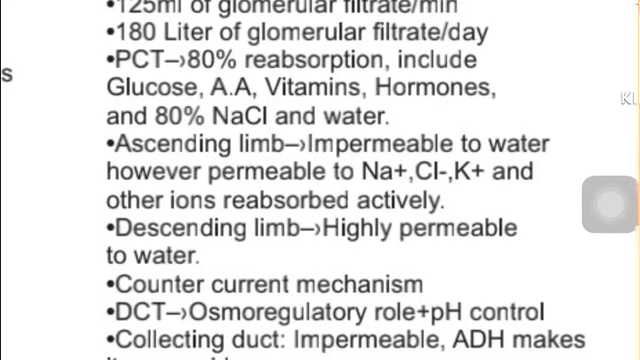 •125ml of glomerular filtrate/min
•180 Liter of glomerular filtrate/day
•PCT–›80% reabsorption, include
s
Glucose, A.A, Vitamins, Hormones,
and 80% NaCl and water.
•Ascending limb–›Impermeable to water
however permeable to Na+,Cl-,K+ and
other ions reabsorbed actively.
•Descending limb–›Highly permeable
to water.
•Counter current mechanism
•DCT–›Osmoregulatory role+pH control
•Collecting duct: Impermeable, ADH makes